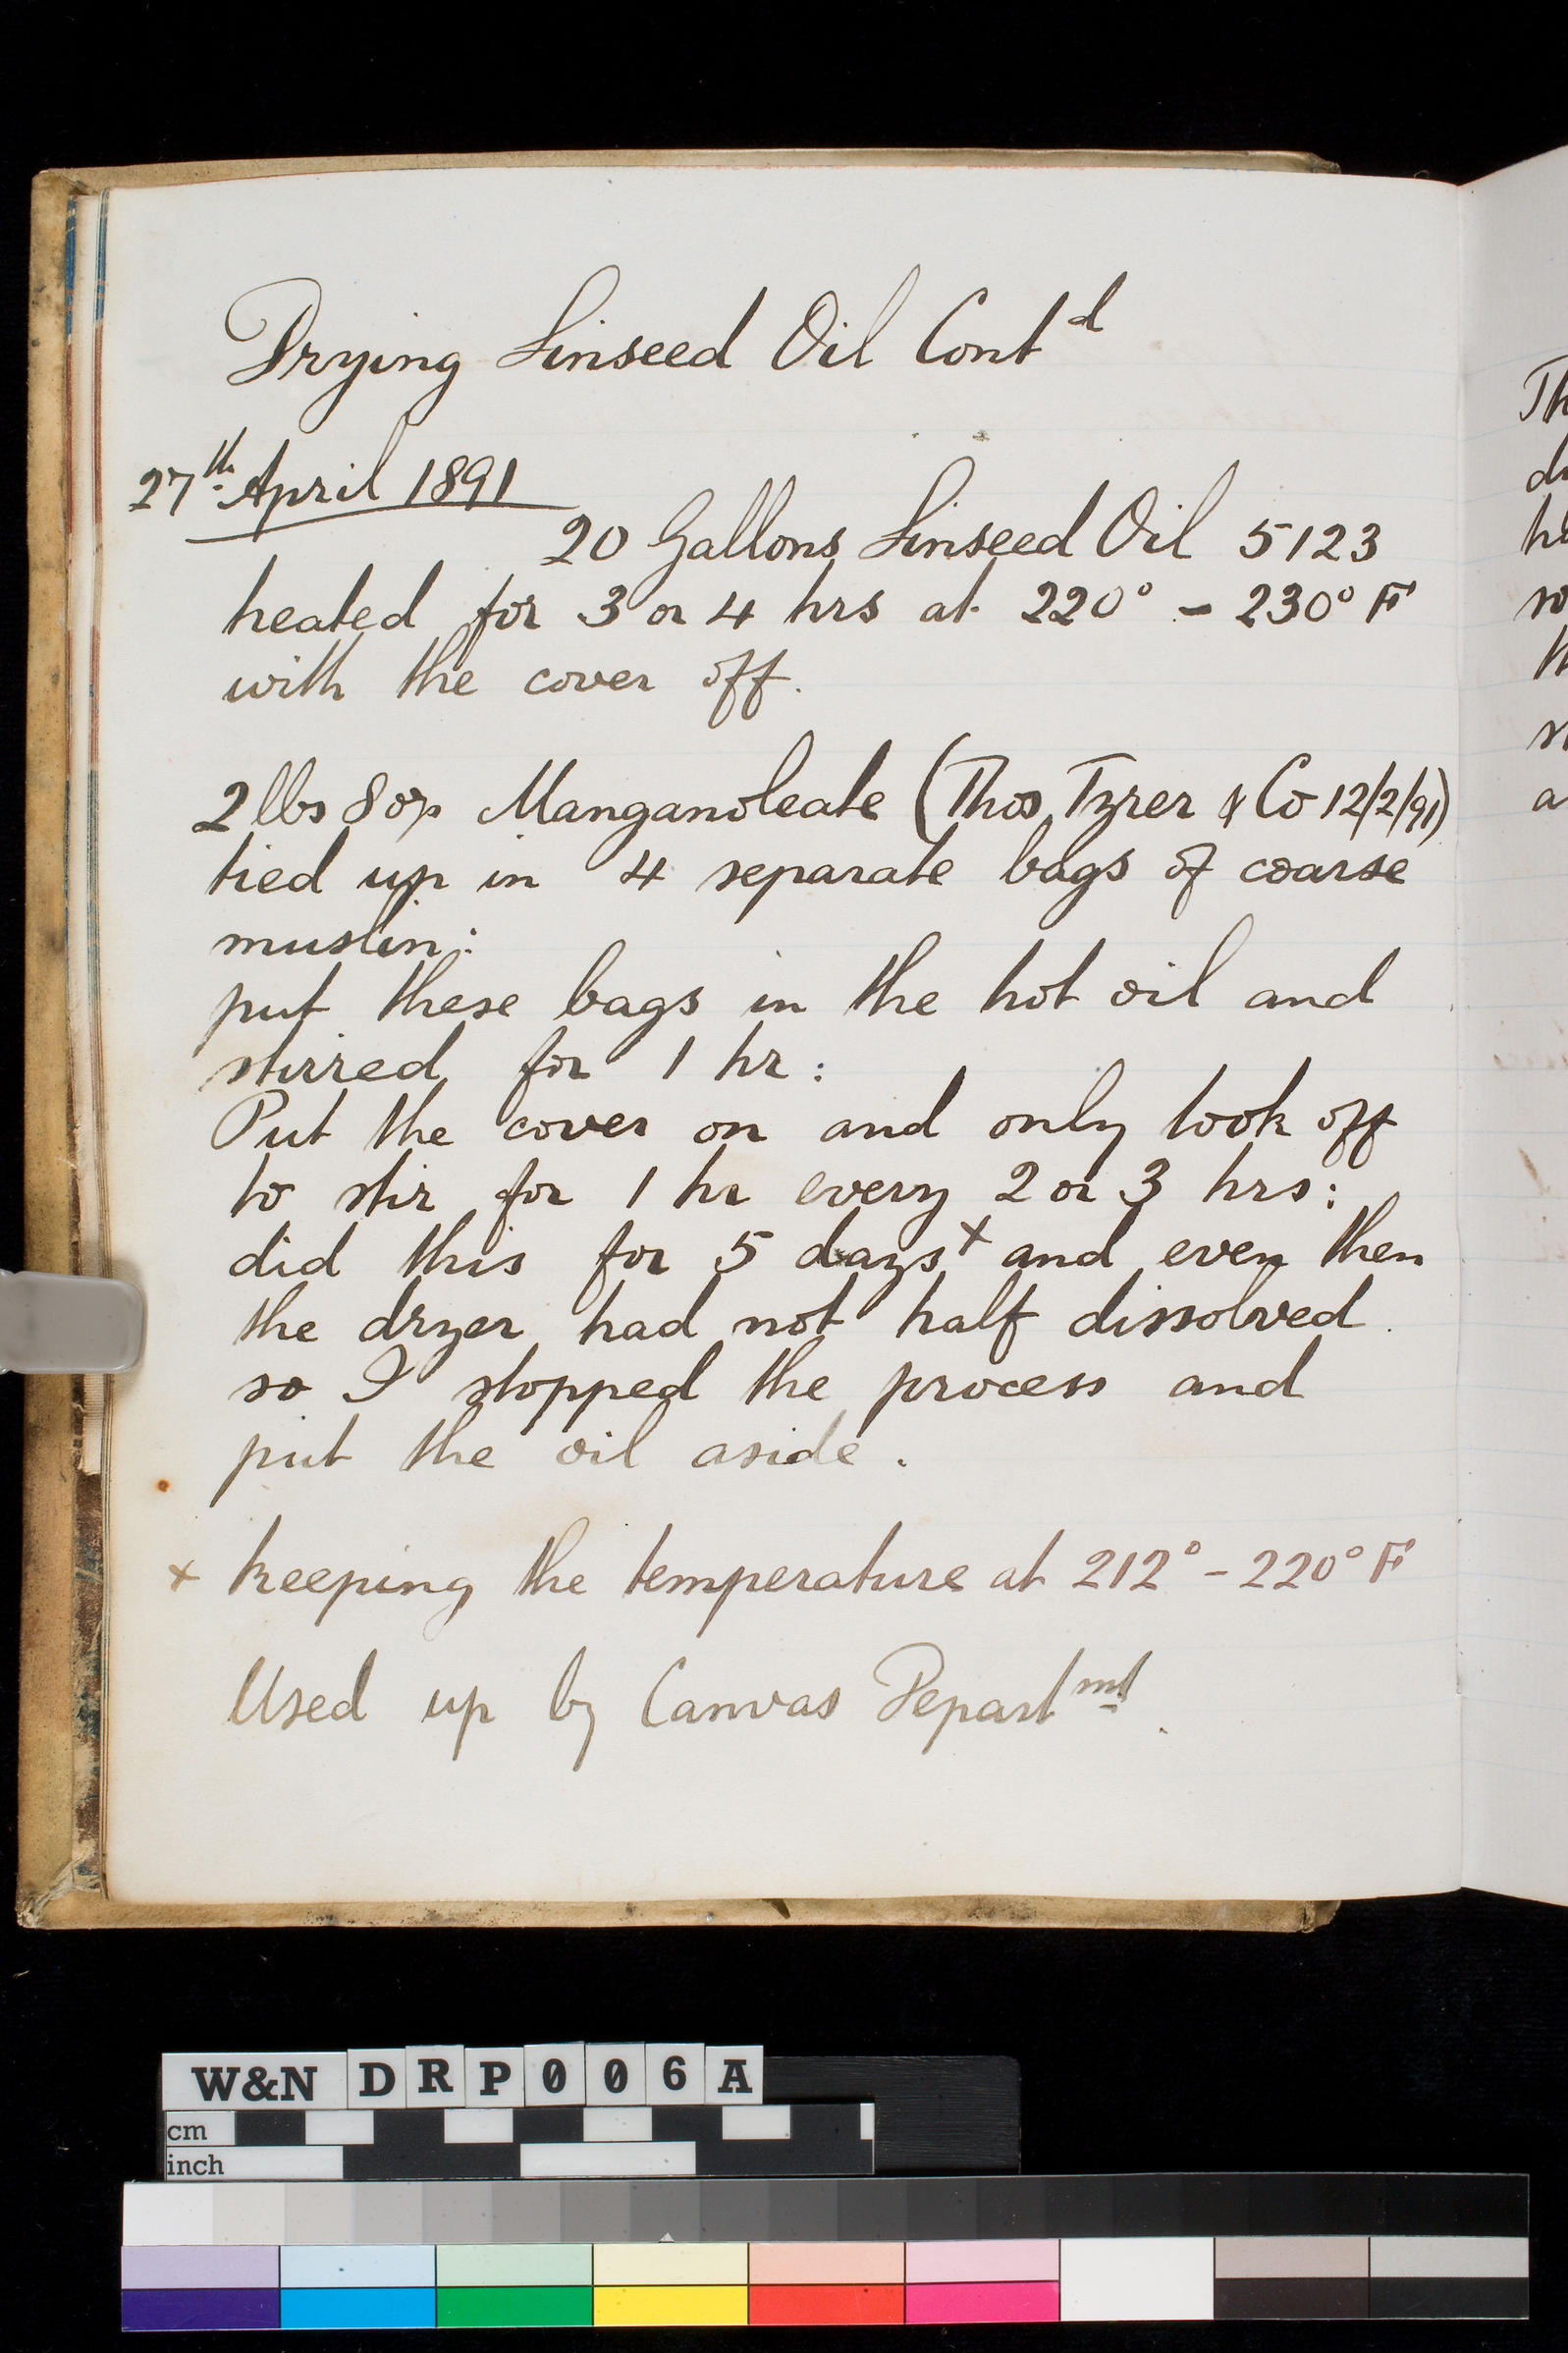 Drying Linseed Oil Contd
27th April 1891
20 Gallons Linseed Oil 5123
heated for 3 or 4 hrs at 220° - 230° F
with the cover off.
2 lbs 8 ozs Manganoleate (Thos Tyrer & Co 12/2/91)
tied up in 4 separate bags of coarse
muslin:
put these bags in the hot oil and
stirred for 1 hr:
Put the cover on and only took off
to stir for 1 hr every 2 or 3 hrs:
did this for 5 days x and even then
the dryer had not half dissolved
so I stopped the process and
put the oil aside.
x keeping the temperature at 212° - 220° F
Used up by Canvas Departmt.
Th
di
he
so
a
W&N DRP006A
cm
inch